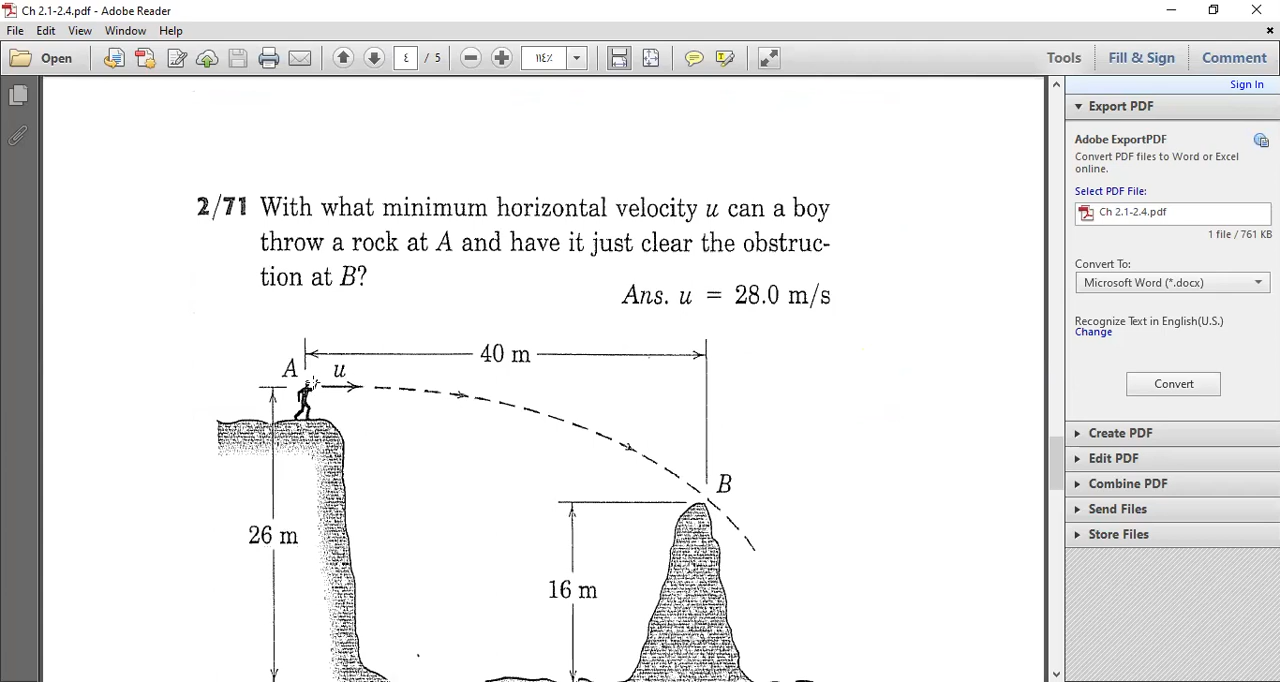 Ch 2.1-2.4.pdf - Adobe Reader
File Edit View Window Help
Open
٤ / 5
١١٤٪
Tools
Fill & Sign
Comment
Sign In
Export PDF
Adobe ExportPDF
Convert PDF files to Word or Excel
online.
Select PDF File:
Ch 2.1-2.4.pdf
1 file / 761 KB
Convert To:
Microsoft Word (*.docx)
Recognize Text in English(U.S.)
Change
Convert
Create PDF
Edit PDF
Combine PDF
Send Files
Store Files
2/71 With what minimum horizontal velocity u can a boy
throw a rock at A and have it just clear the obstruc-
tion at B?
Ans. u = 28.0 m/s
40 m
A u
B
26 m
16 m